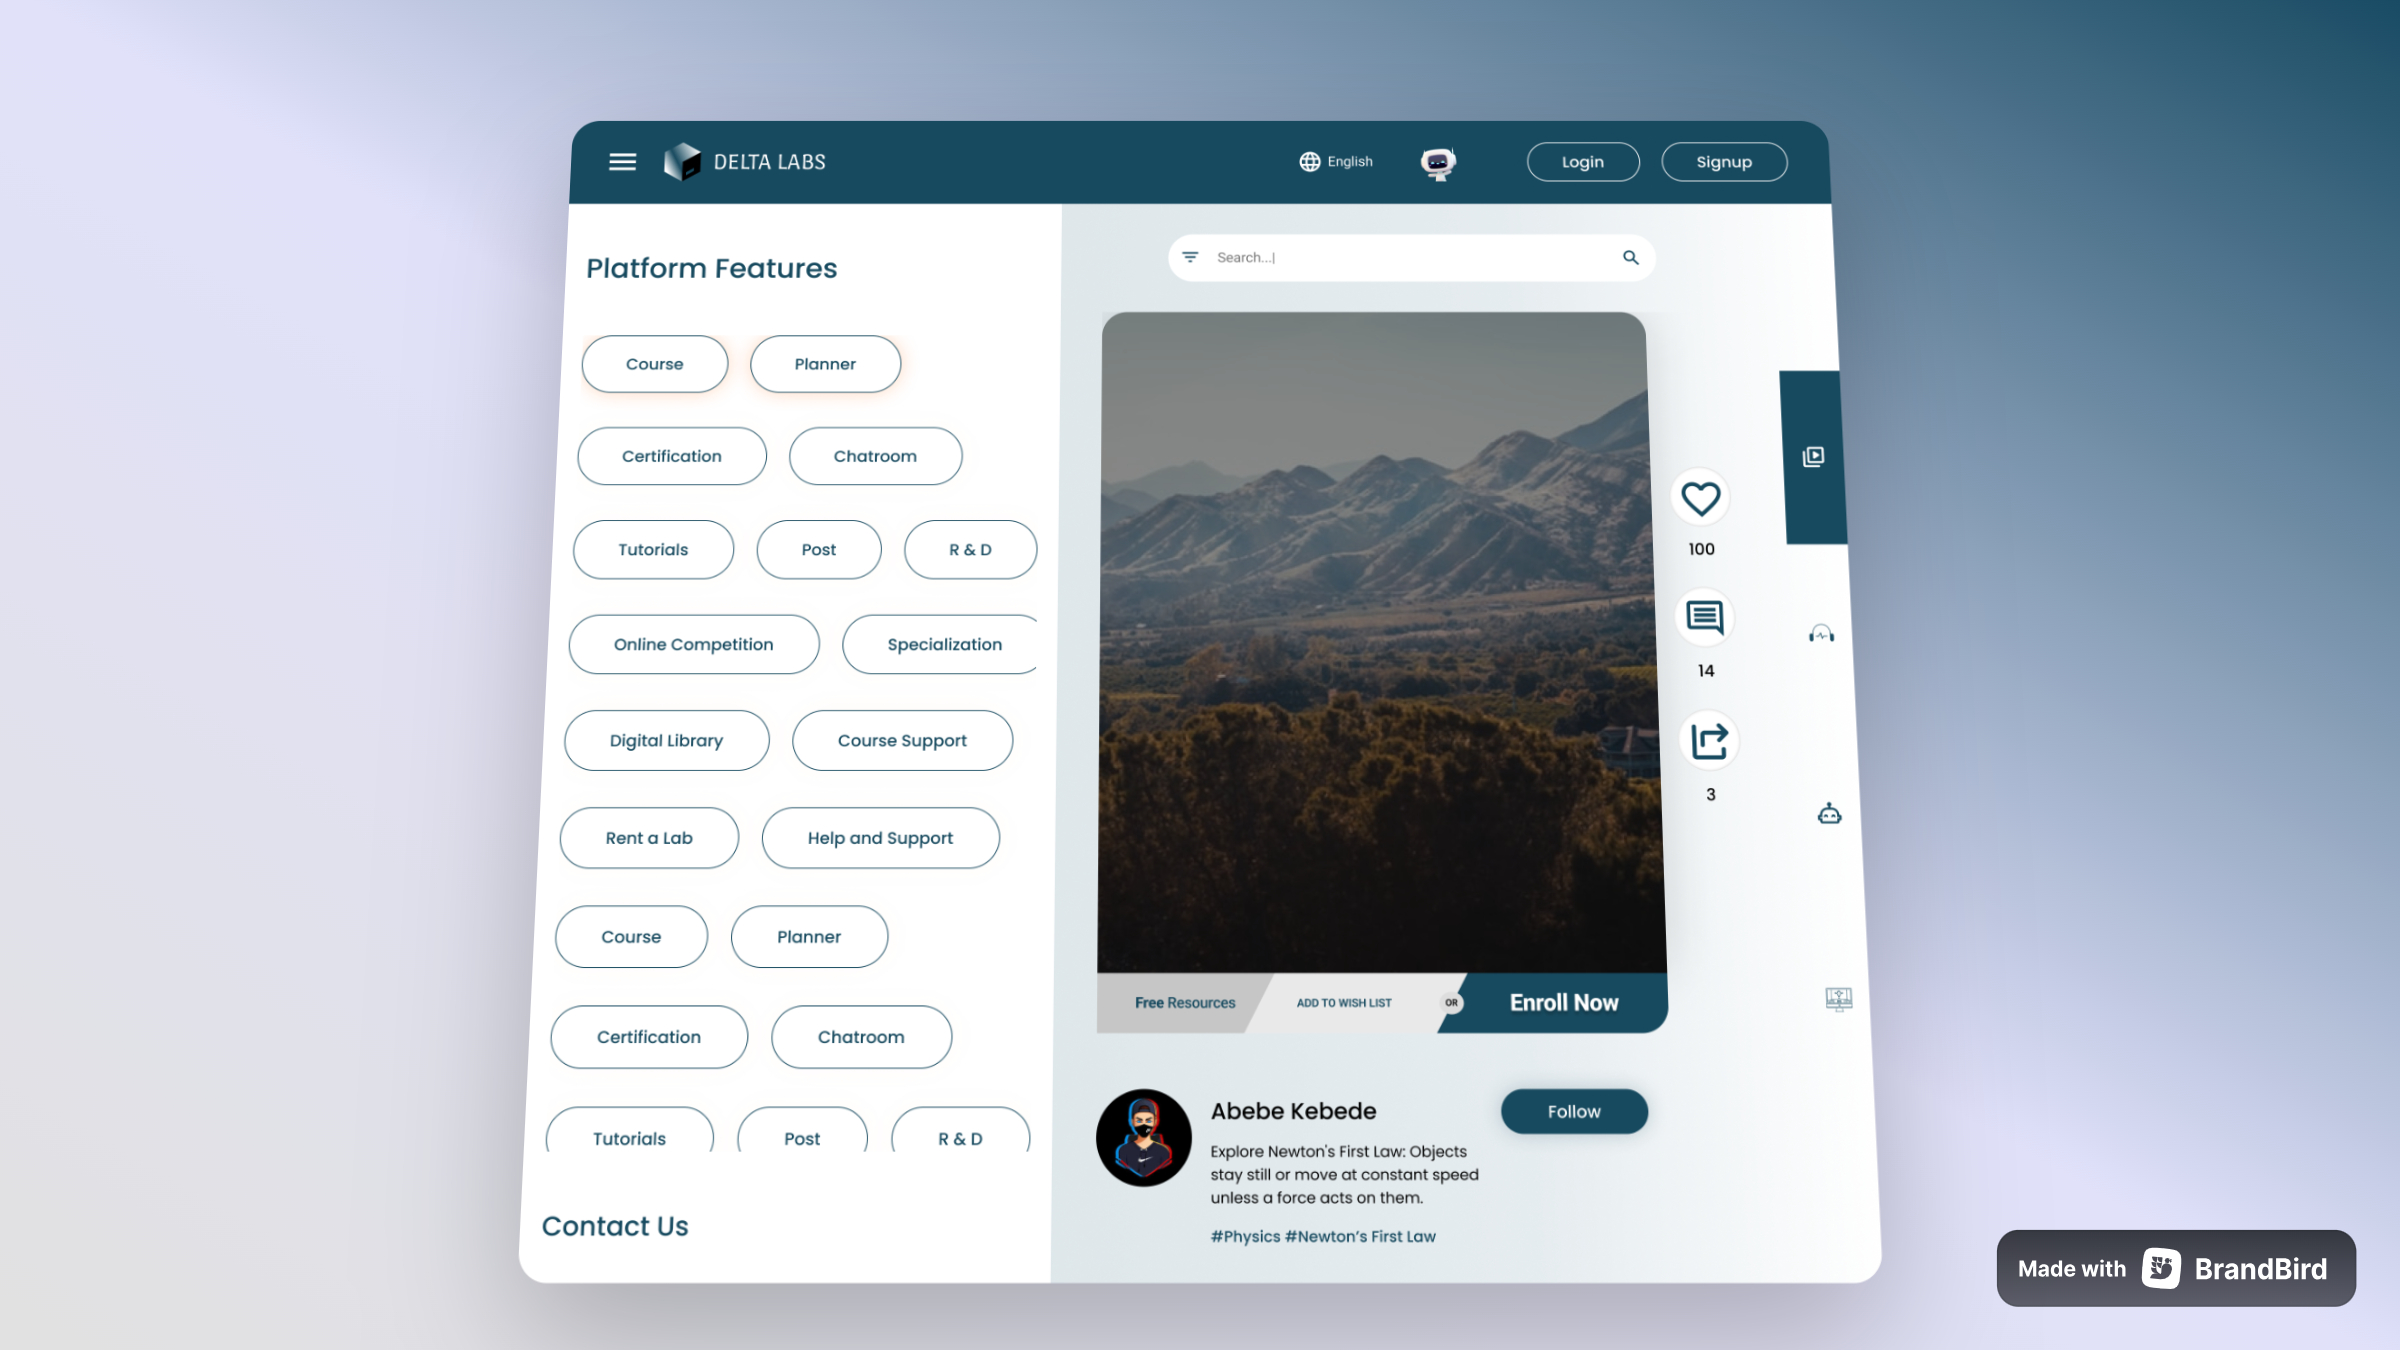 DELTA LABS
English
Login
Signup
Platform Features
Course
Planner
Certification
Chatroom
Tutorials
Post
R & D
Online Competition
Specialization
Digital Library
Course Support
Rent a Lab
Help and Support
Course
Planner
Certification
Chatroom
Tutorials
Post
R & D
Contact Us
Search...|
100
14
3
Free Resources
ADD TO WISH LIST
OR
Enroll Now
Abebe Kebede
Follow
Explore Newton's First Law: Objects
stay still or move at constant speed
unless a force acts on them.
#Physics #Newton’s First Law
Made with BrandBird